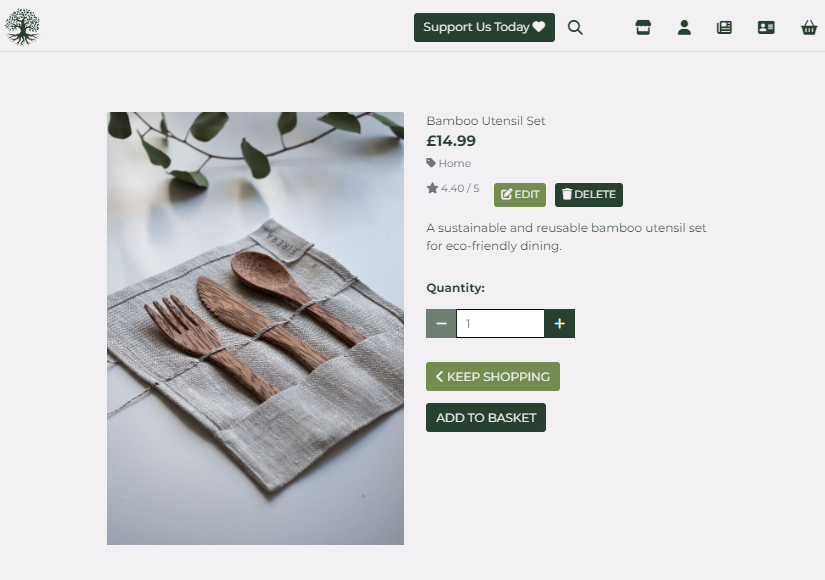 Support Us Today
Bamboo Utensil Set
£14.99
Home
4.40 / 5
EDIT
DELETE
A sustainable and reusable bamboo utensil set
for eco-friendly dining.
Quantity:
1
KEEP SHOPPING
ADD TO BASKET